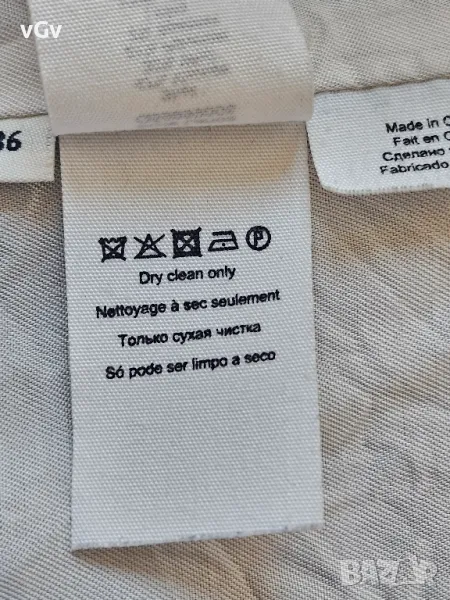 vGv
36
Made in
Fait en
Сделано
Fabricado
Dry clean only
Nettoyage à sec seulement
Только сухая чистка
Só pode ser limpo a seco
BAZAR